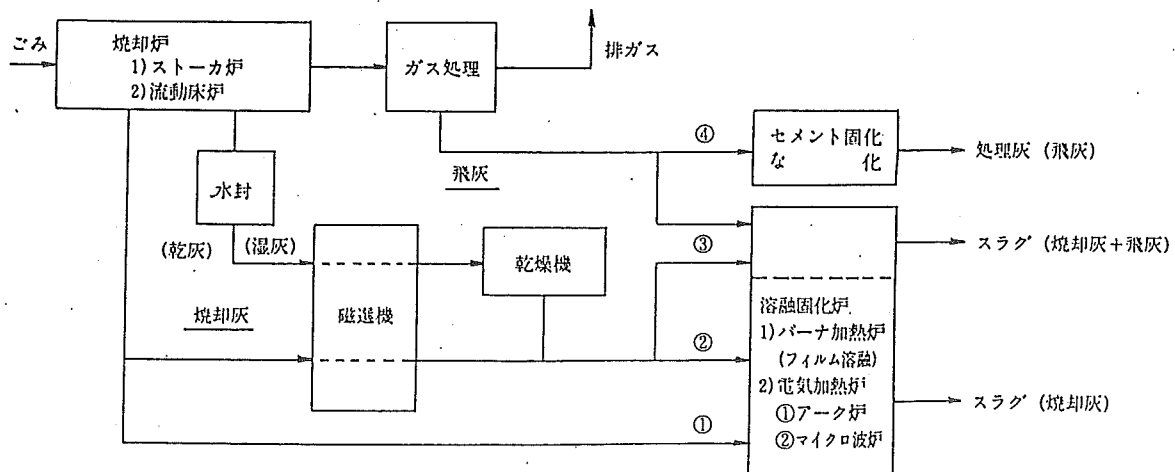 ごみ
焼却炉
1)ストーカ炉
2)流動床炉
ガス処理
排ガス
④
セメント固化
な　化
処理灰（飛灰）
飛灰
水封
(乾灰)
(湿灰)
磁選機
乾燥機
③
スラグ（焼却灰＋飛灰）
焼却灰
②
溶融固化炉
1)バーナ加熱炉
(フィルム溶融)
2)電気加熱炉
①アーク炉
②マイクロ波炉
スラグ（焼却灰）
①